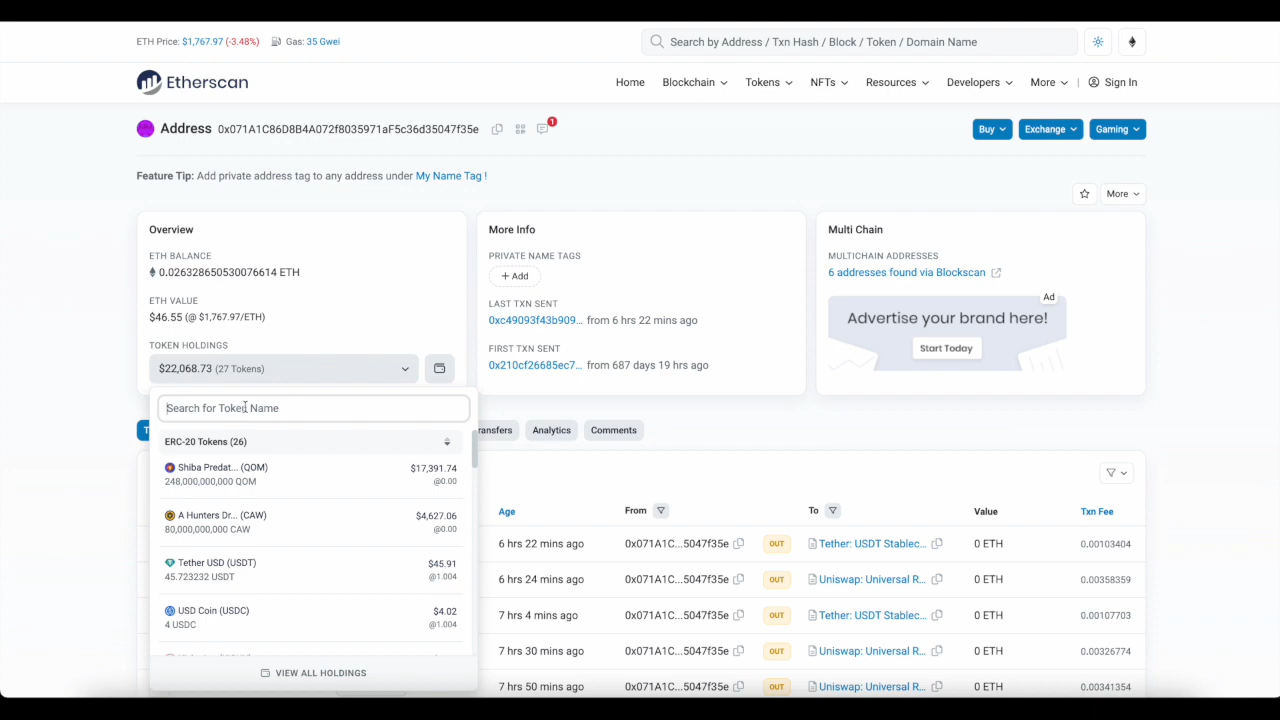 ETH Price: $1,767.97 (-3.48%) Gas: 35 Gwei
Search by Address / Txn Hash / Block / Token / Domain Name
Etherscan
Home Blockchain Tokens NFTs Resources Developers More | Sign In
Address 0x071A1C86D8B4A072f8035971aF5c36d35047f35e 1
Buy Exchange Gaming
Feature Tip: Add private address tag to any address under My Name Tag !
More
Overview
ETH BALANCE
0.026328650530076614 ETH
ETH VALUE
$46.55 (@ $1,767.97/ETH)
TOKEN HOLDINGS
$22,068.73 (27 Tokens)
More Info
PRIVATE NAME TAGS
+ Add
LAST TXN SENT
0xc49093f43b909... from 6 hrs 22 mins ago
FIRST TXN SENT
0x210cf26685ec7... from 687 days 19 hrs ago
Multi Chain
MULTICHAIN ADDRESSES
6 addresses found via Blockscan
Ad
Advertise your brand here!
Start Today
Search for Token Name
ERC-20 Tokens (26)
Shiba Predat... (QOM) $17,391.74
248,000,000,000 QOM @0.00
A Hunters Dr... (CAW) $4,627.06
80,000,000,000 CAW @0.00
Tether USD (USDT) $45.91
45.723232 USDT @1.004
USD Coin (USDC) $4.02
4 USDC @1.004
VIEW ALL HOLDINGS
T
ansfers Analytics Comments
Age From To Value Txn Fee
6 hrs 22 mins ago 0x071A1C...5047f35e OUT Tether: USDT Stablec... 0 ETH 0.00103404
6 hrs 24 mins ago 0x071A1C...5047f35e OUT Uniswap: Universal R... 0 ETH 0.00358359
7 hrs 4 mins ago 0x071A1C...5047f35e OUT Tether: USDT Stablec... 0 ETH 0.00107703
7 hrs 30 mins ago 0x071A1C...5047f35e OUT Uniswap: Universal R... 0 ETH 0.00326774
7 hrs 50 mins ago 0x071A1C...5047f35e OUT Uniswap: Universal R... 0 ETH 0.00341354